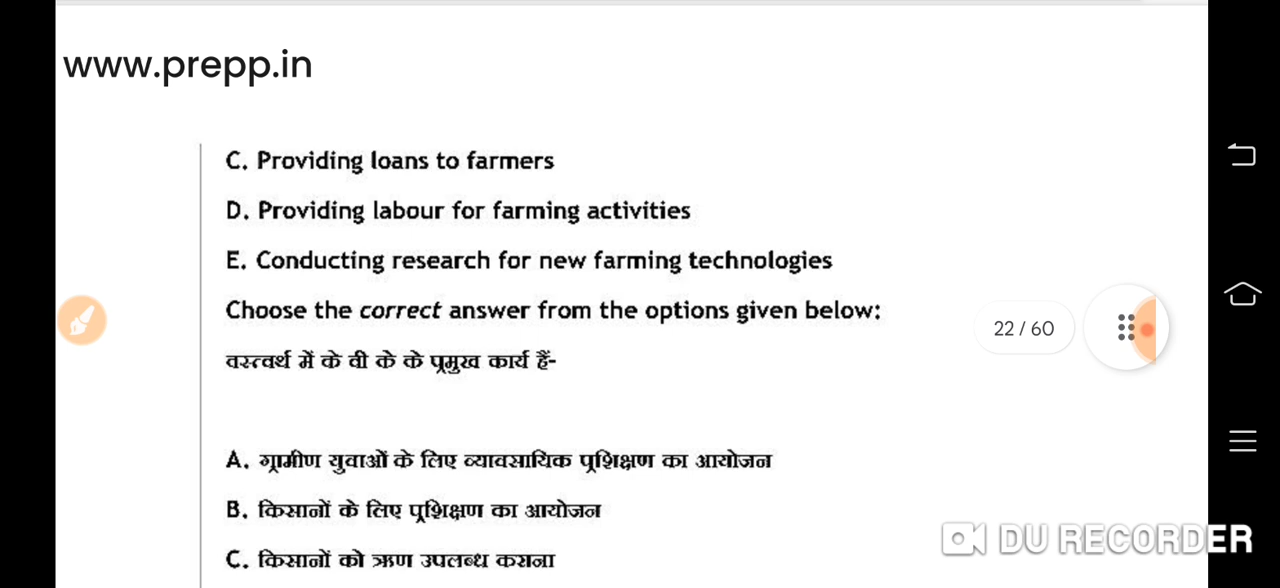 www.prepp.in
C. Providing loans to farmers
D. Providing labour for farming activities
E. Conducting research for new farming technologies
Choose the correct answer from the options given below:
22 / 60
वस्त्वर्थ में के वी के के प्रमुख कार्य हैं-
A. ग्रामीण युवाओं के लिए व्यावसायिक प्रशिक्षण का आयोजन
B. किसानों के लिए प्रशिक्षण का आयोजन
DU RECORDER
C. किसानों को ऋण उपलब्ध कराना